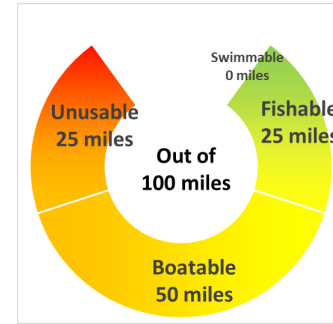 Swimmable
0 miles
Unusable
25 miles
Fishable
25 miles
Out of
100 miles
Boatable
50 miles